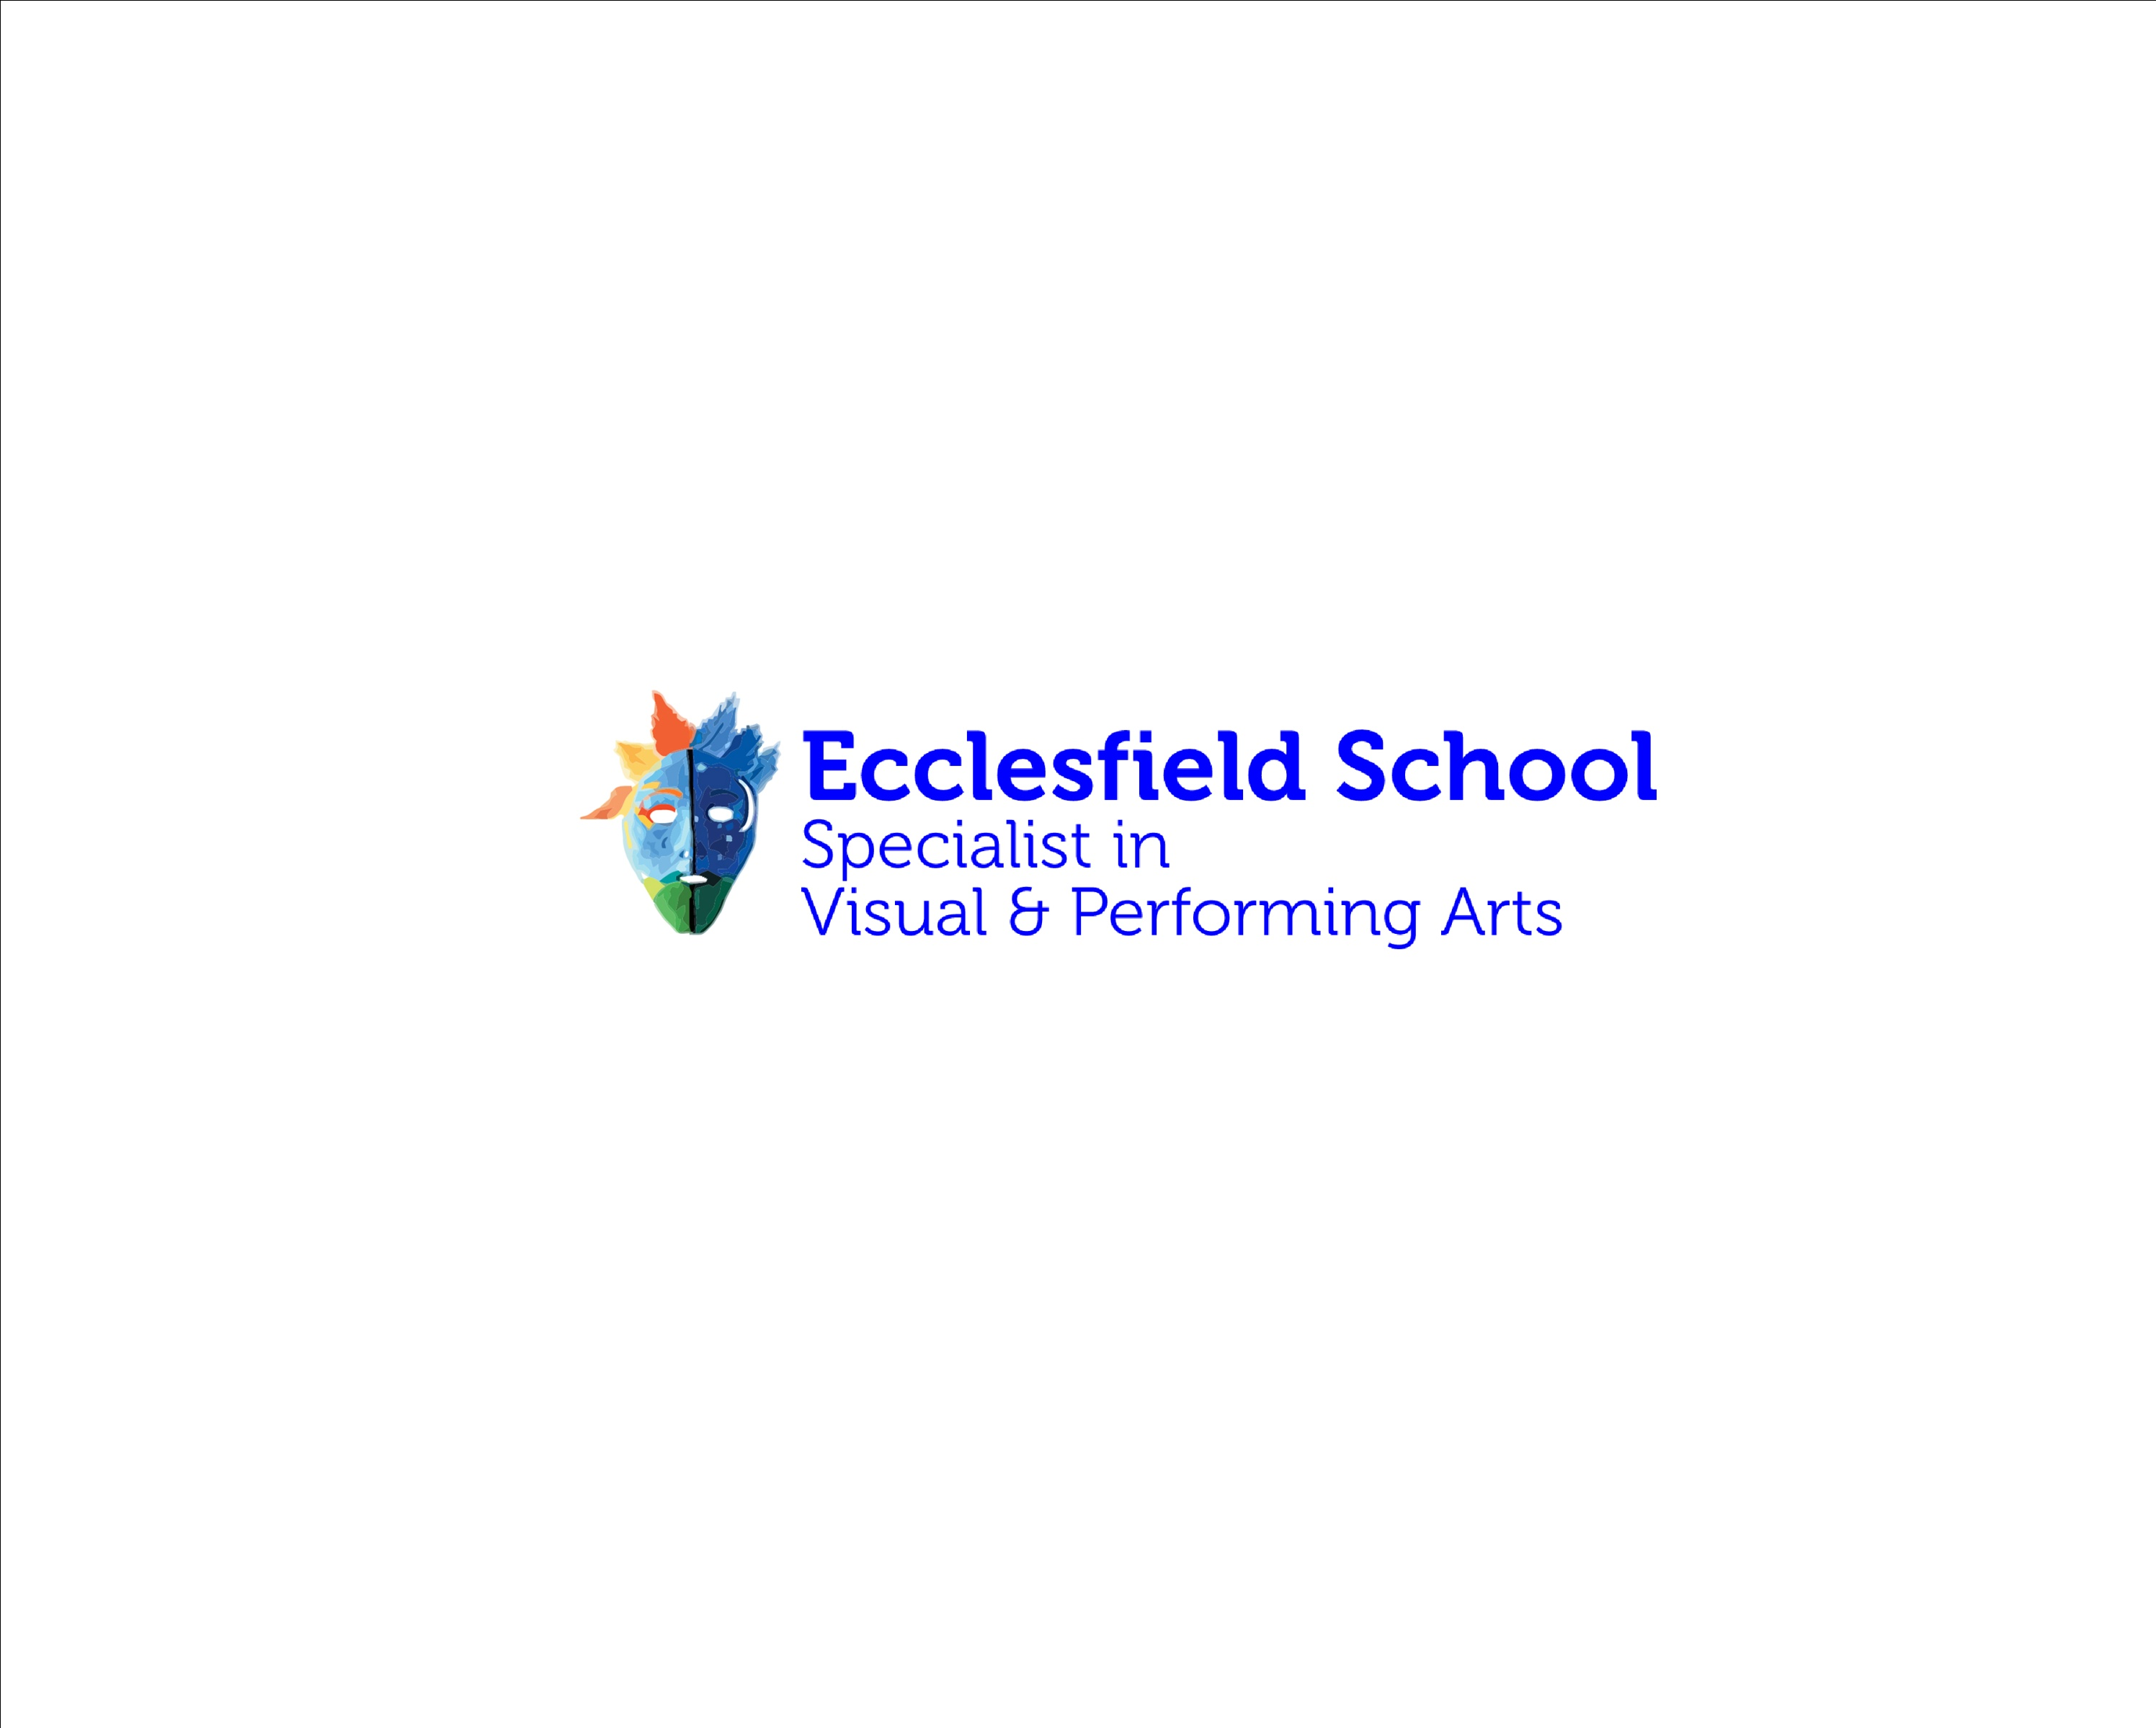 Ecclesfield School
Specialist in
Visual & Performing Arts